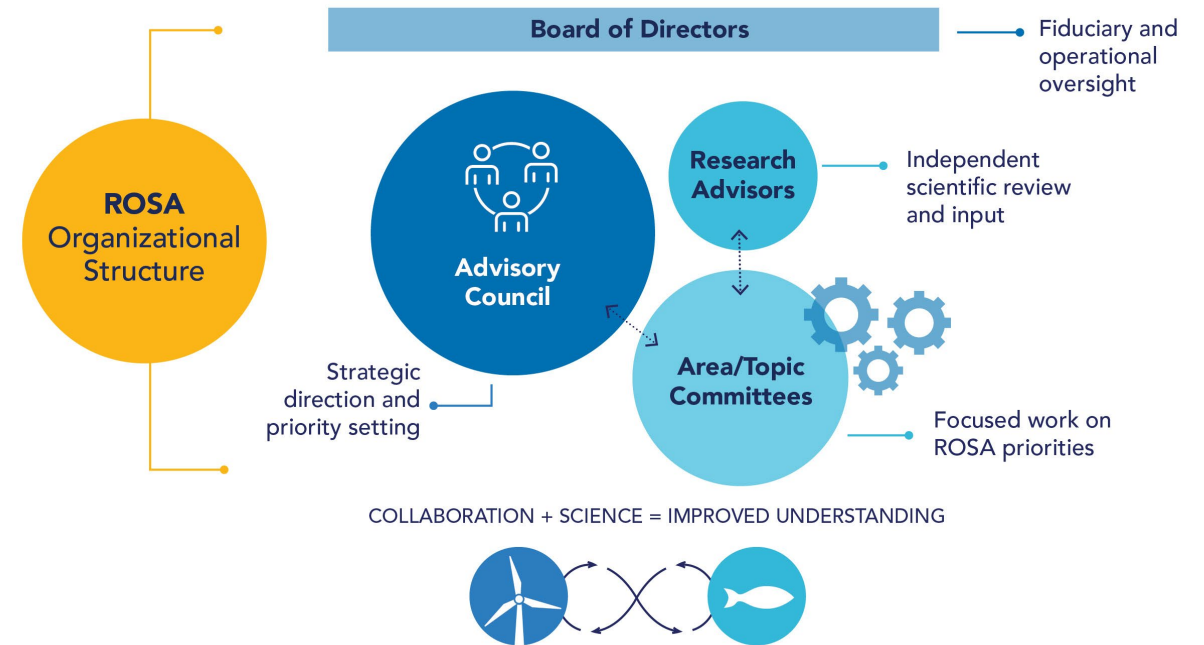 Board of Directors
Fiduciary and
operational
oversight
ROSA
Organizational
Structure
Advisory
Council
Research
Advisors
Independent
scientific review
and input
Strategic
direction and
priority setting
Area/Topic
Committees
Focused work on
ROSA priorities
COLLABORATION + SCIENCE = IMPROVED UNDERSTANDING